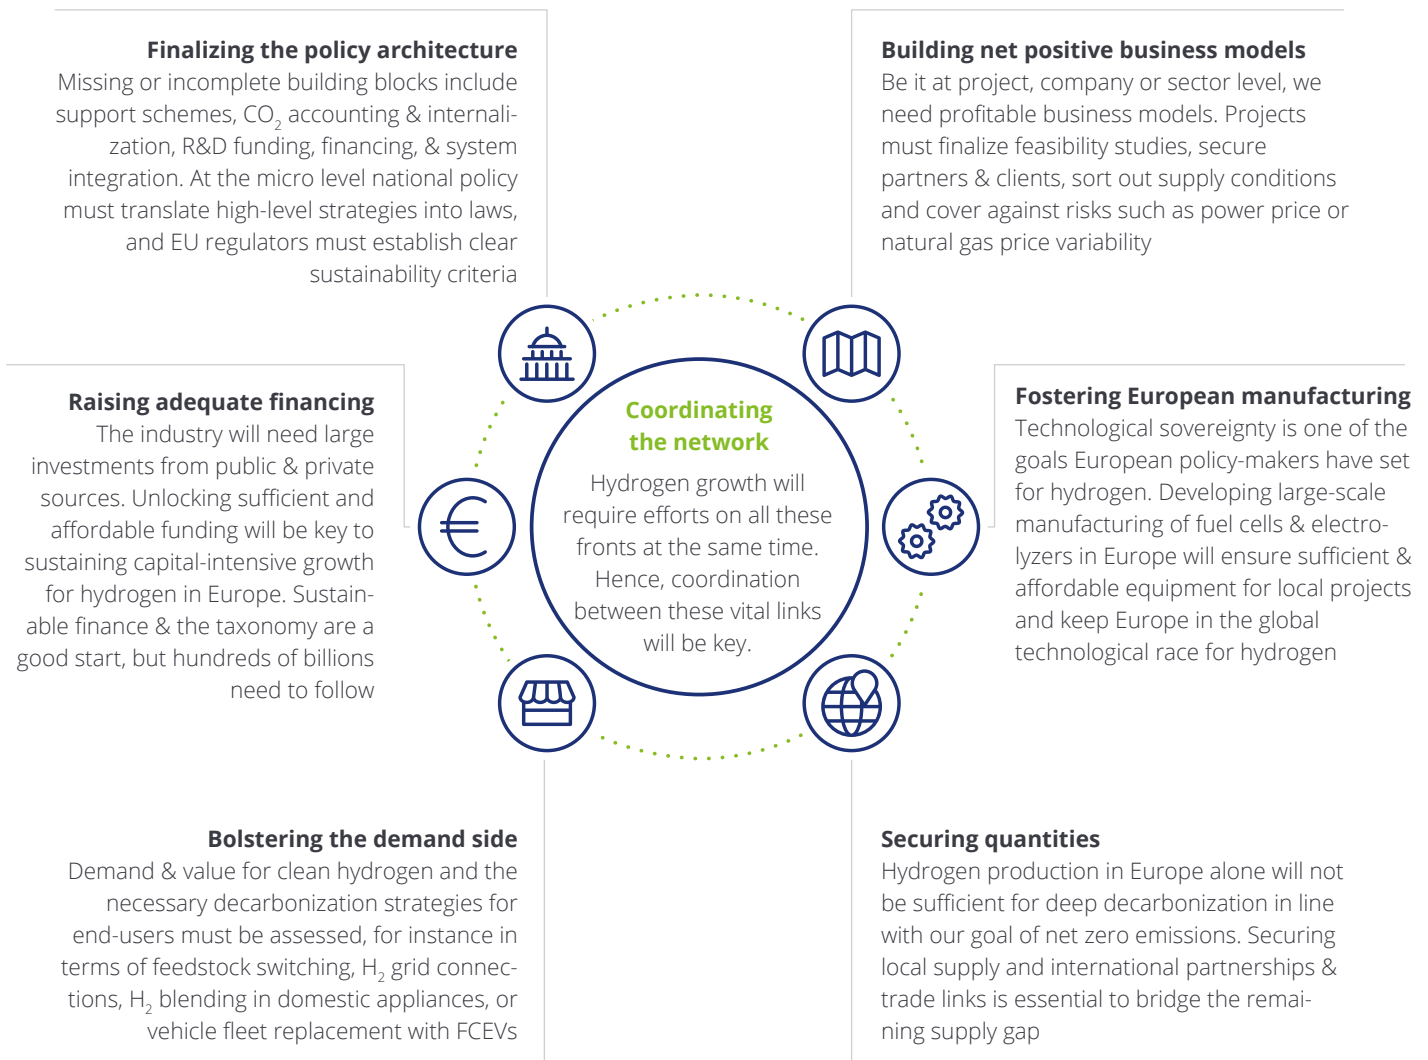 Finalizing the policy architecture
Missing or incomplete building blocks include
support schemes, CO₂ accounting & internali-
zation, R&D funding, financing, & system
integration. At the micro level national policy
must translate high-level strategies into laws,
and EU regulators must establish clear
sustainability criteria
Building net positive business models
Be it at project, company or sector level, we
need profitable business models. Projects
must finalize feasibility studies, secure
partners & clients, sort out supply conditions
and cover against risks such as power price or
natural gas price variability
Raising adequate financing
The industry will need large
investments from public & private
sources. Unlocking sufficient and
affordable funding will be key to
sustaining capital-intensive growth
for hydrogen in Europe. Sustain-
able finance & the taxonomy are a
good start, but hundreds of billions
need to follow
Coordinating
the network
Hydrogen growth will
require efforts on all these
fronts at the same time.
Hence, coordination
between these vital links
will be key.
Fostering European manufacturing
Technological sovereignty is one of the
goals European policy-makers have set
for hydrogen. Developing large-scale
manufacturing of fuel cells & electro-
lyzers in Europe will ensure sufficient &
affordable equipment for local projects
and keep Europe in the global
technological race for hydrogen
Bolstering the demand side
Demand & value for clean hydrogen and the
necessary decarbonization strategies for
end-users must be assessed, for instance in
terms of feedstock switching, H₂ grid connec-
tions, H₂ blending in domestic appliances, or
vehicle fleet replacement with FCEVs
Securing quantities
Hydrogen production in Europe alone will not
be sufficient for deep decarbonization in line
with our goal of net zero emissions. Securing
local supply and international partnerships &
trade links is essential to bridge the remai-
ning supply gap